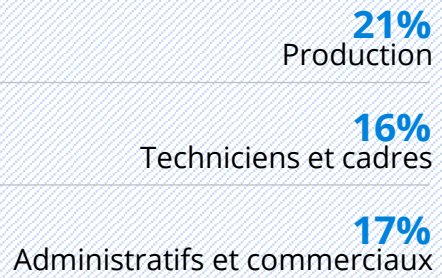 21%
Production
16%
Techniciens et cadres
17%
Administratifs et commerciaux